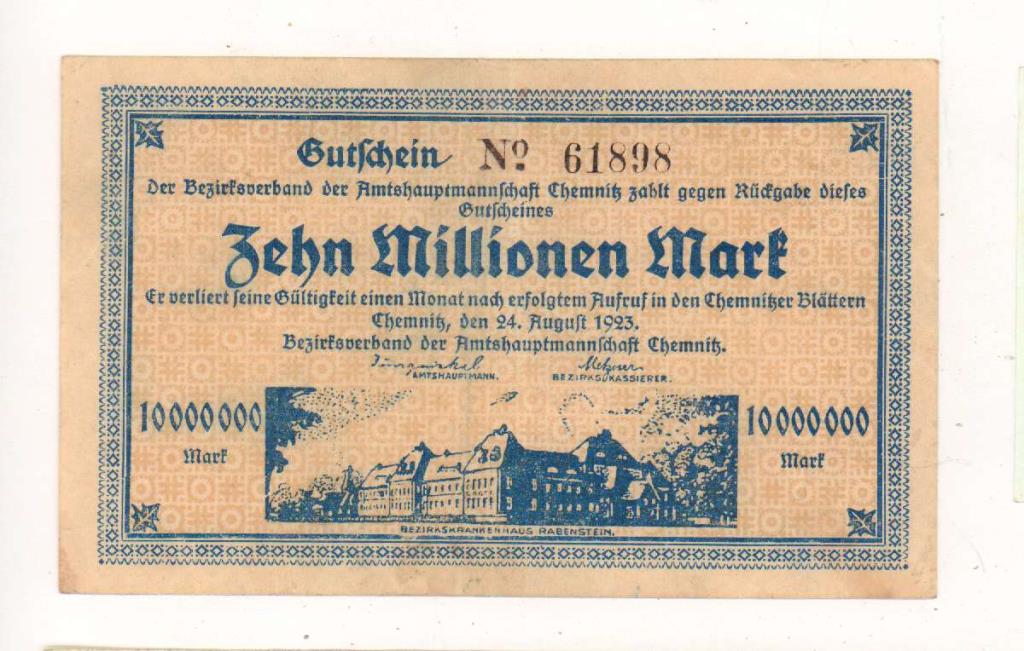 Gutschein No 61898
Der Bezirksverband der Amtshauptmannschaft Chemnitz zahlt gegen Rückgabe dieses
Gutscheines
Zehn Millionen Mark
Er verliert seine Gültigkeit einen Monat nach erfolgtem Aufruf in den Chemnitzer Blättern
Chemnitz, den 24. August 1923.
Bezirksverband der Amtshauptmannschaft Chemnitz.
AMTSHAUPTMANN. BEZIRKSKASSIERER.
10000000 10000000
Mark Mark
BEZIRKSKRANKENHAUS RABENSTEIN.